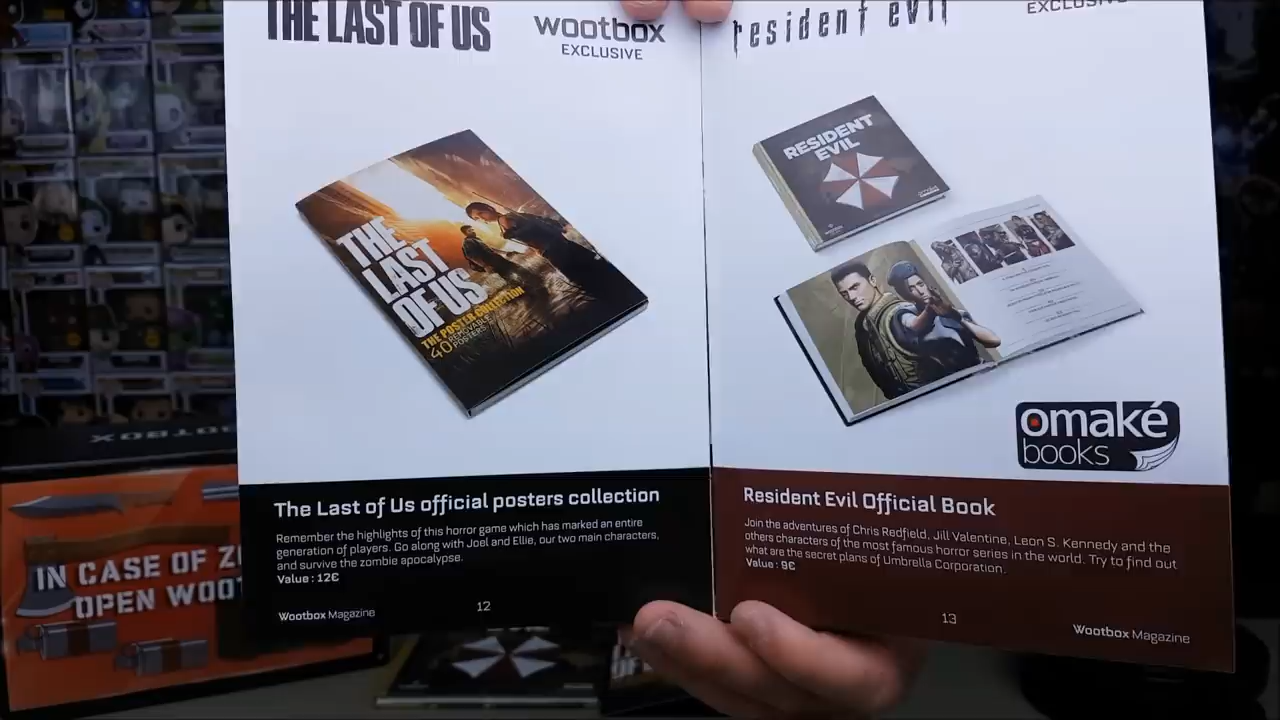 THE LAST OF US
wootbox
EXCLUSIVE
THE
LAST
OF US
THE POSTER COLLECTION
40 REMOVABLE
POSTERS
The Last of Us official posters collection
Remember the highlights of this horror game which has marked an entire
generation of players. Go along with Joel and Ellie, our two main characters,
and survive the zombie apocalypse.
Value : 12€
Wootbox Magazine
12
resident evil
EXCLUSIVE
RESIDENT
EVIL
omaké
books
Resident Evil Official Book
Join the adventures of Chris Redfield, Jill Valentine, Leon S. Kennedy and the
others characters of the most famous horror series in the world. Try to find out
what are the secret plans of Umbrella Corporation.
Value : 9€
13
Wootbox Magazine
IN CASE OF Z
OPEN WOOT